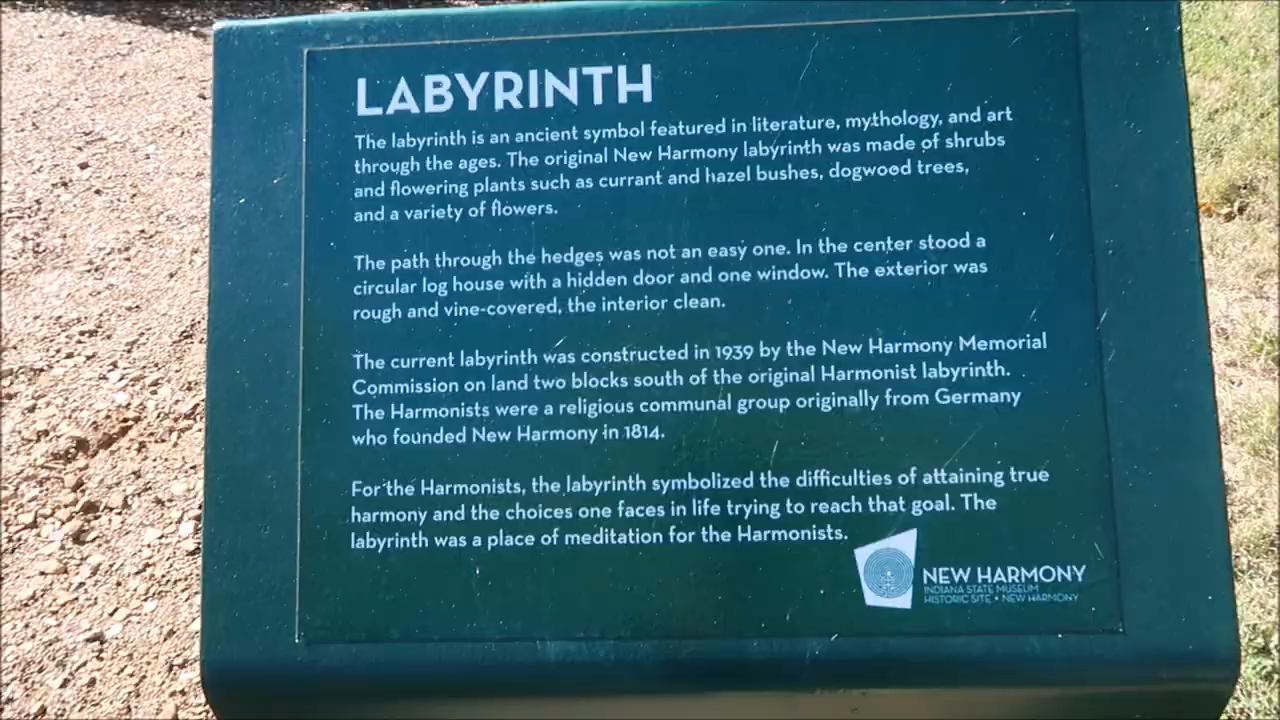 LABYRINTH
The labyrinth is an ancient symbol featured in literature, mythology, and art
through the ages. The original New Harmony labyrinth was made of shrubs
and flowering plants such as currant and hazel bushes, dogwood trees,
and a variety of flowers.
The path through the hedges was not an easy one. In the center stood a
circular log house with a hidden door and one window. The exterior was
rough and vine-covered, the interior clean.
The current labyrinth was constructed in 1939 by the New Harmony Memorial
Commission on land two blocks south of the original Harmonist labyrinth.
The Harmonists were a religious communal group originally from Germany
who founded New Harmony in 1814.
For the Harmonists, the labyrinth symbolized the difficulties of attaining true
harmony and the choices one faces in life trying to reach that goal. The
labyrinth was a place of meditation for the Harmonists.
NEW HARMONY
INDIANA STATE MUSEUM
HISTORIC SITE • NEW HARMONY